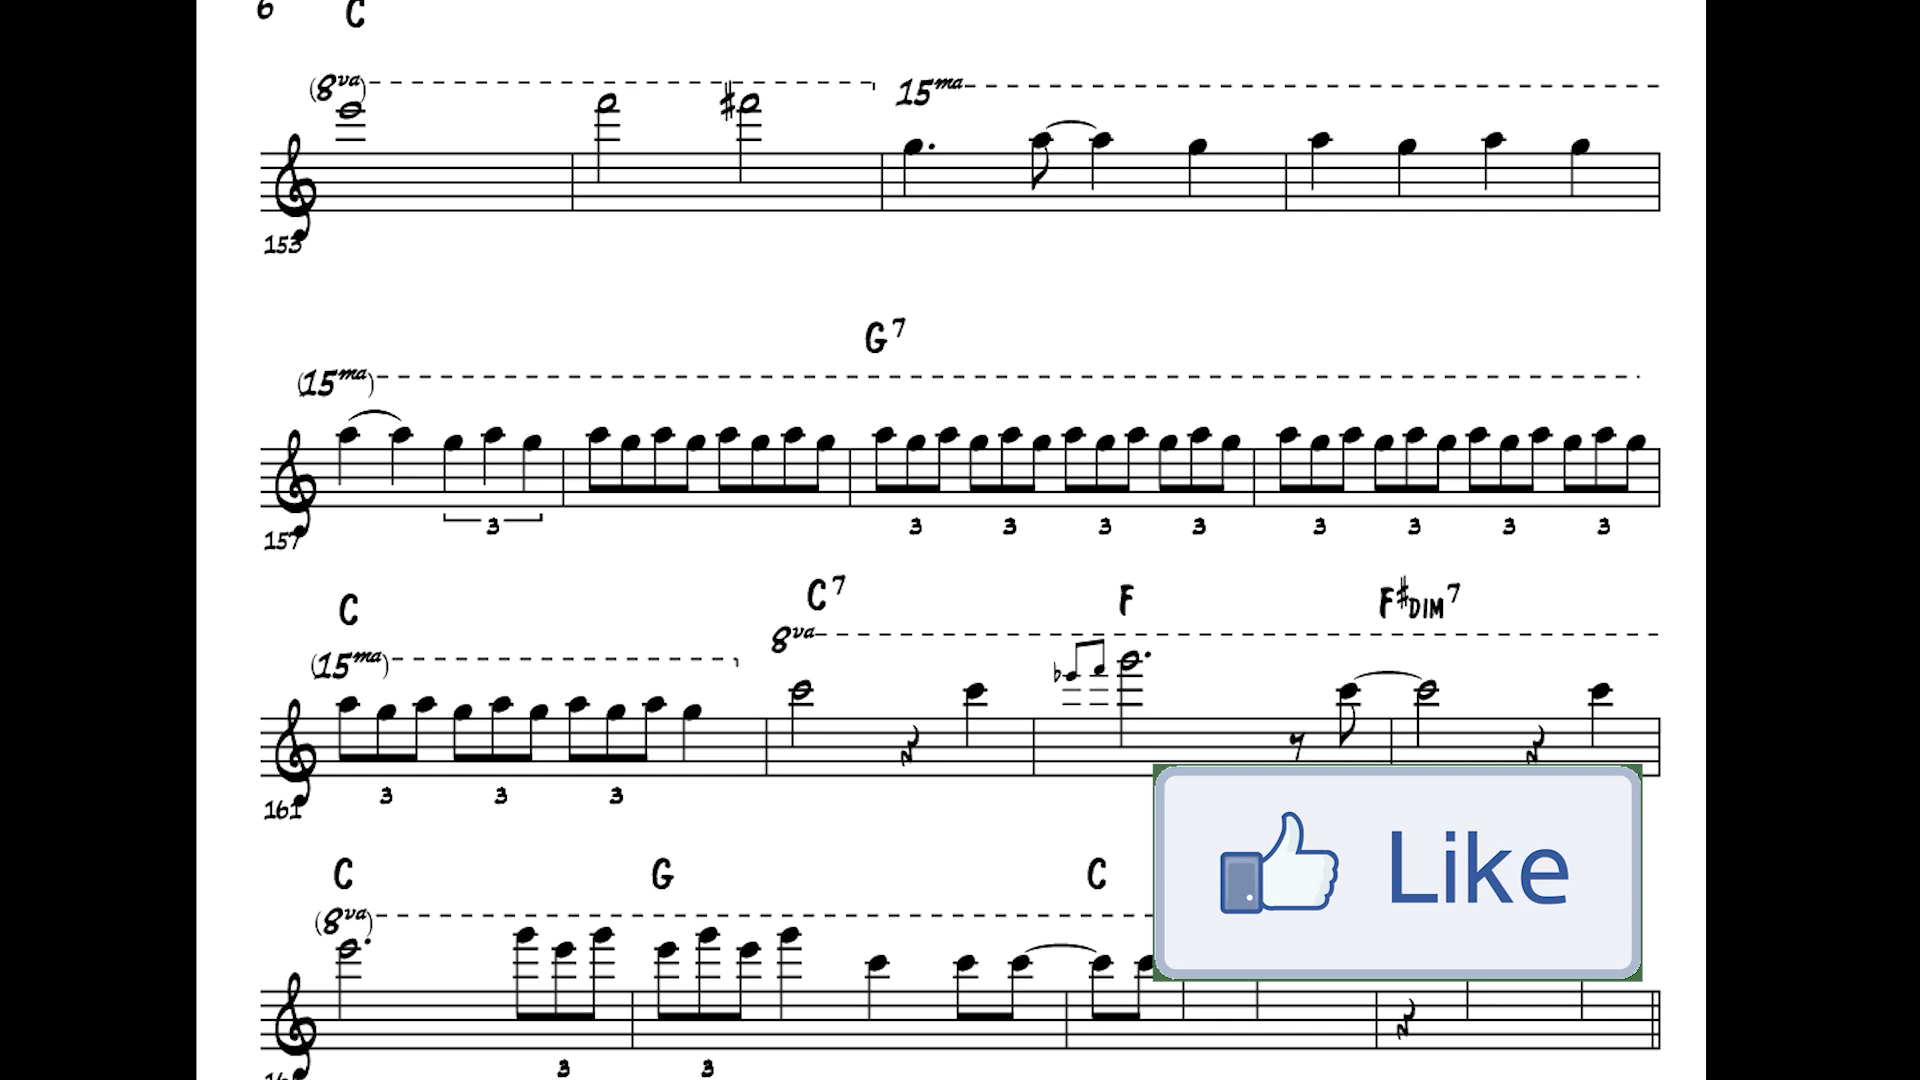 6 C
(8va) 15ma
153
G7
(15ma)
3 3 3 3 3 3 3 3 3
157
C C7 F F#DIM7
(15ma) 8va
3 3 3
161
C G C
(8va)
Like
3 3